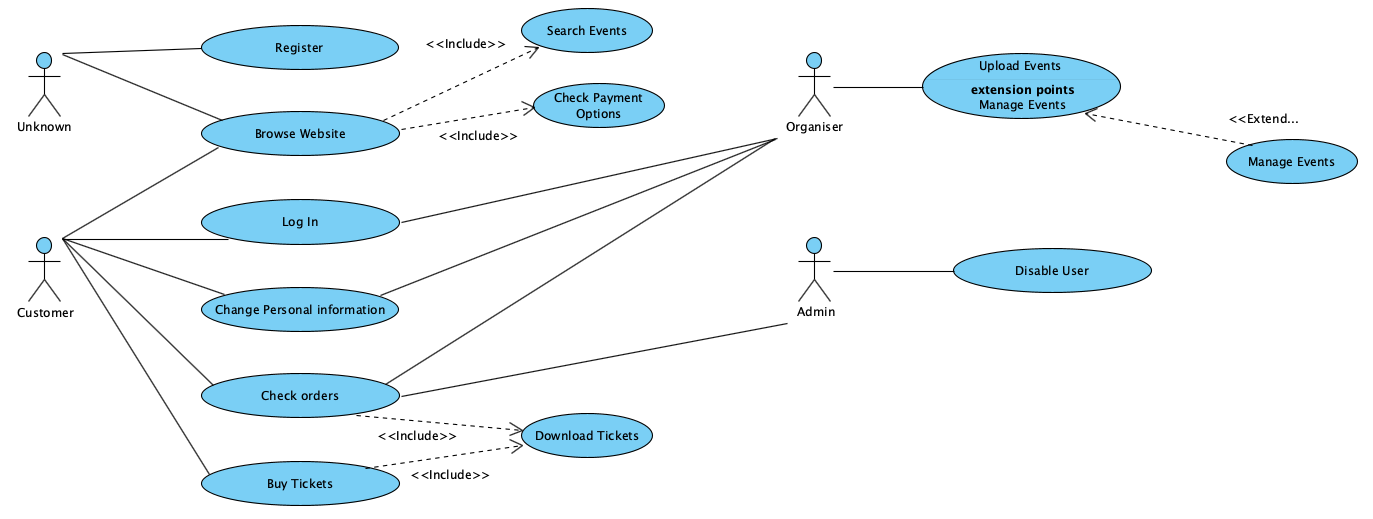 Search Events
<<Include>>
Register
Upload Events
extension points
Manage Events
Check Payment
Options
Unknown
Organiser
<<Extend...
Browse Website
<<Include>>
Manage Events
Log In
Disable User
Customer
Change Personal information
Admin
Check orders
<<Include>>
Download Tickets
<<Include>>
Buy Tickets